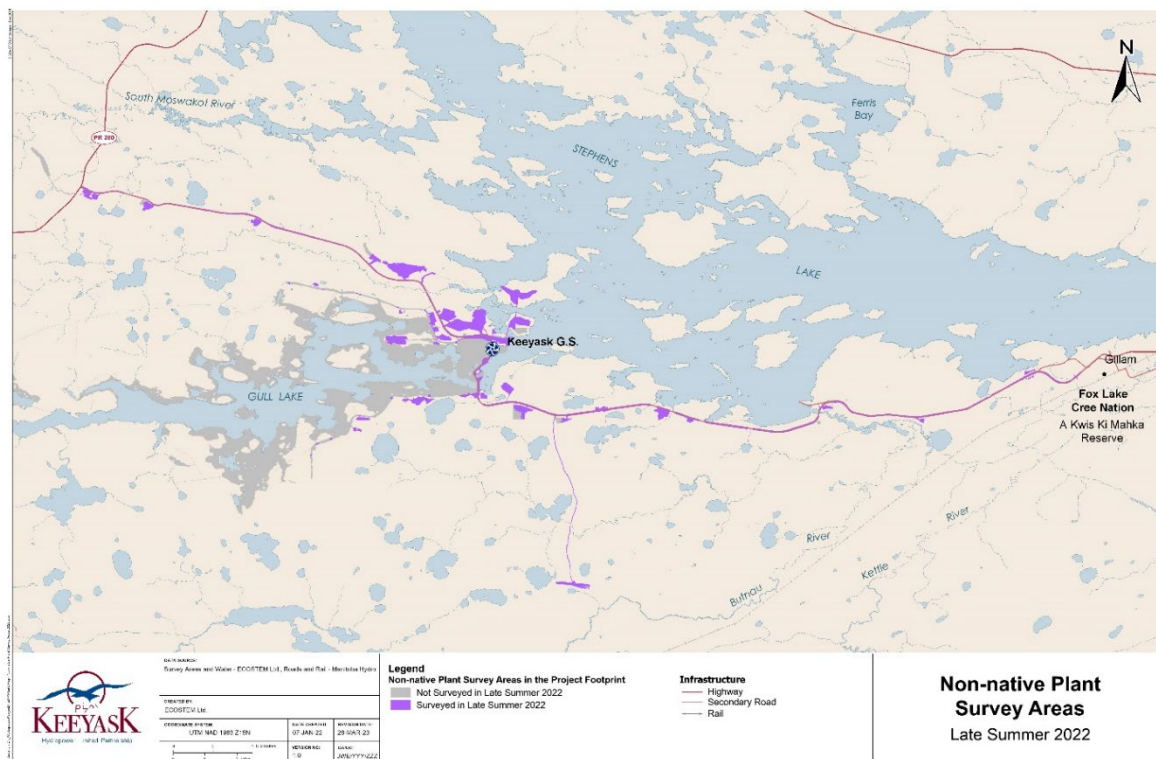 N
South Moswakot River
PR 280
Ferris
Bay
STEPHENS
LAKE
Keeyask G.S.
GULL LAKE
Gillam
Fox Lake
Cree Nation
A Kwis Ki Mahka
Reserve
River
River
Butnau
Kettle
KEEYASK
Hydropower Limited Partnership
DATA SOURCE:
Survey Areas and Water - ECOSTEM Ltd., Roads and Rail - Manitoba Hydro
CREATED BY:
ECOSTEM Ltd.
COORDINATE SYSTEM:
UTM NAD 1983 Z15N
DATE CREATED:
07 JAN 22
REVISION DATE:
VERSION NO:
1.0
Legend
Non-native Plant Survey Areas in the Project Footprint
Not Surveyed in Late Summer 2022
Surveyed in Late Summer 2022
Infrastructure
Highway
Secondary Road
Rail
Non-native Plant
Survey Areas
Late Summer 2022